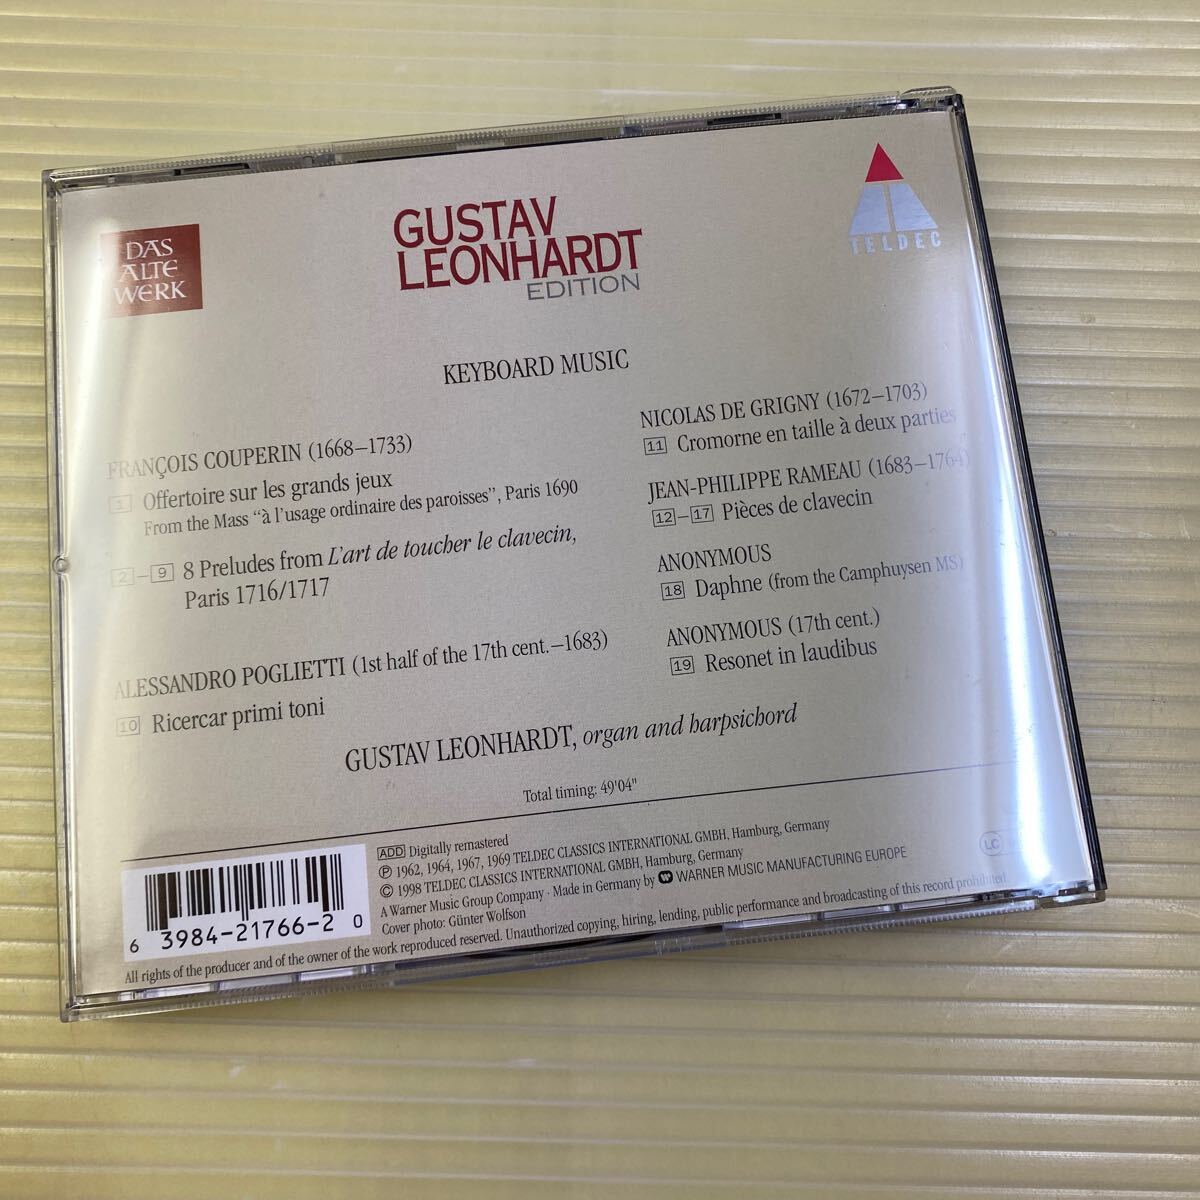 DAS
ALTE
WERK
GUSTAV
LEONHARDT
EDITION
TELDEC
KEYBOARD MUSIC
FRANÇOIS COUPERIN (1668–1733)
1 Offertoire sur les grands jeux
From the Mass “à l’usage ordinaire des paroisses”, Paris 1690
2–9 8 Preludes from L’art de toucher le clavecin,
Paris 1716/1717
ALESSANDRO POGLIETTI (1st half of the 17th cent.–1683)
10 Ricercar primi toni
NICOLAS DE GRIGNY (1672–1703)
11 Cromorne en taille à deux parties
JEAN-PHILIPPE RAMEAU (1683–1764)
12–17 Pièces de clavecin
ANONYMOUS
18 Daphne (from the Camphuysen MS)
ANONYMOUS (17th cent.)
19 Resonet in laudibus
GUSTAV LEONHARDT, organ and harpsichord
Total timing: 49'04"
ADD Digitally remastered
℗ 1962, 1964, 1967, 1969 TELDEC CLASSICS INTERNATIONAL GMBH, Hamburg, Germany
© 1998 TELDEC CLASSICS INTERNATIONAL GMBH, Hamburg, Germany
A Warner Music Group Company · Made in Germany by WARNER MUSIC MANUFACTURING EUROPE
Cover photo: Günter Wolfson
LC
6 39842-17662 0
All rights of the producer and of the owner of the work reproduced reserved. Unauthorized copying, hiring, lending, public performance and broadcasting of this record prohibited.